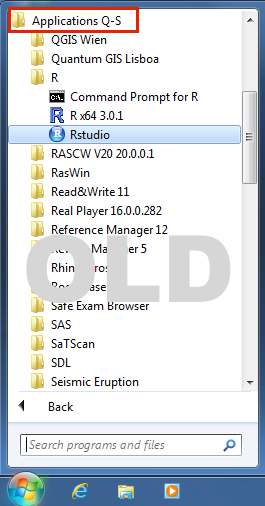 Applications Q-S
QGIS Wien
Quantum GIS Lisboa
R
Command Prompt for R
R x64 3.0.1
Rstudio
RASCW V20 20.0.0.1
RasWin
Read&Write 11
Real Player 16.0.0.282
Reference Manager 12
Manager 5
OLD
Safe Exam Browser
SAS
SaTScan
SDL
Seismic Eruption
Back
Search programs and files